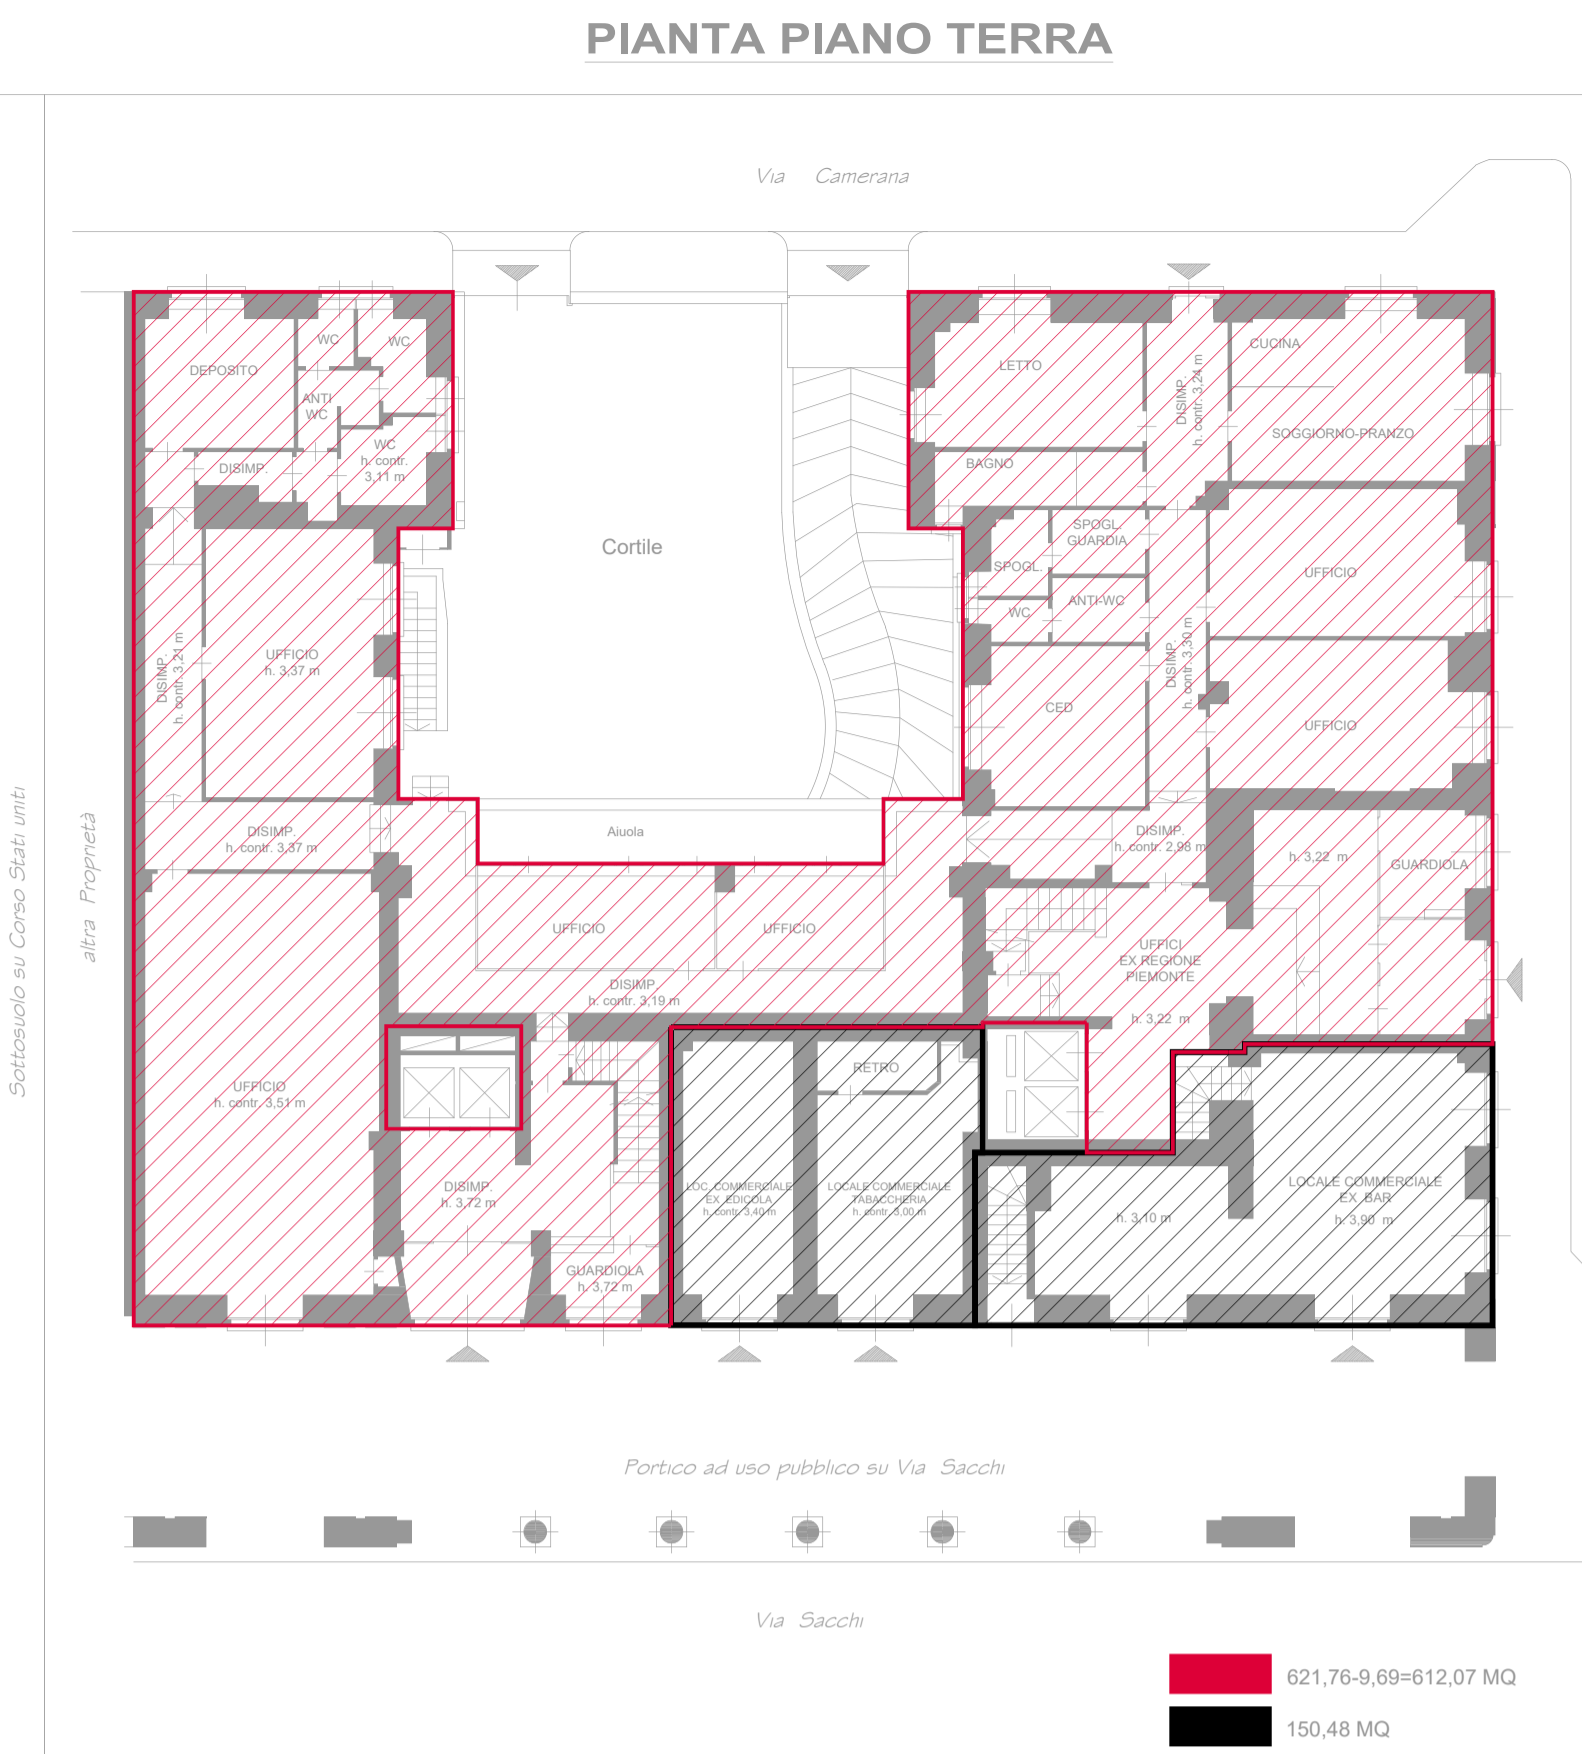 PIANTA PIANO TERRA
Via Camerana
DEPOSITO
WC
WC
ANTI
WC
WC
h. contr.
3,11 m
DISIMP.
LETTO
DISIMP.
h. contr. 3,24 m
CUCINA
SOGGIORNO-PRANZO
BAGNO
SPOGL.
GUARDIA
SPOGL.
WC
ANTI-WC
UFFICIO
Cortile
DISIMP.
h. contr. 3,21 m
UFFICIO
h. 3,37 m
DISIMP.
h. contr. 3,30 m
CED
UFFICIO
Sottosuolo su Corso Stati uniti
altra Proprietà
DISIMP.
h. contr. 3,37 m
Aiuola
DISIMP.
h. contr. 2,98 m
h. 3,22 m
GUARDIOLA
UFFICIO
UFFICIO
UFFICI
EX REGIONE
PIEMONTE
h. 3,22 m
DISIMP.
h. contr. 3,19 m
UFFICIO
h. contr. 3,51 m
RETRO
DISIMP.
h. 3,72 m
LOC. COMMERCIALE
EX EDICOLA
h. contr. 3,40 m
LOCALE COMMERCIALE
TABACCHERIA
h. contr. 3,00 m
h. 3,10 m
LOCALE COMMERCIALE
EX BAR
h. 3,90 m
GUARDIOLA
h. 3,72 m
Portico ad uso pubblico su Via Sacchi
Via Sacchi
621,76-9,69=612,07 MQ
150,48 MQ